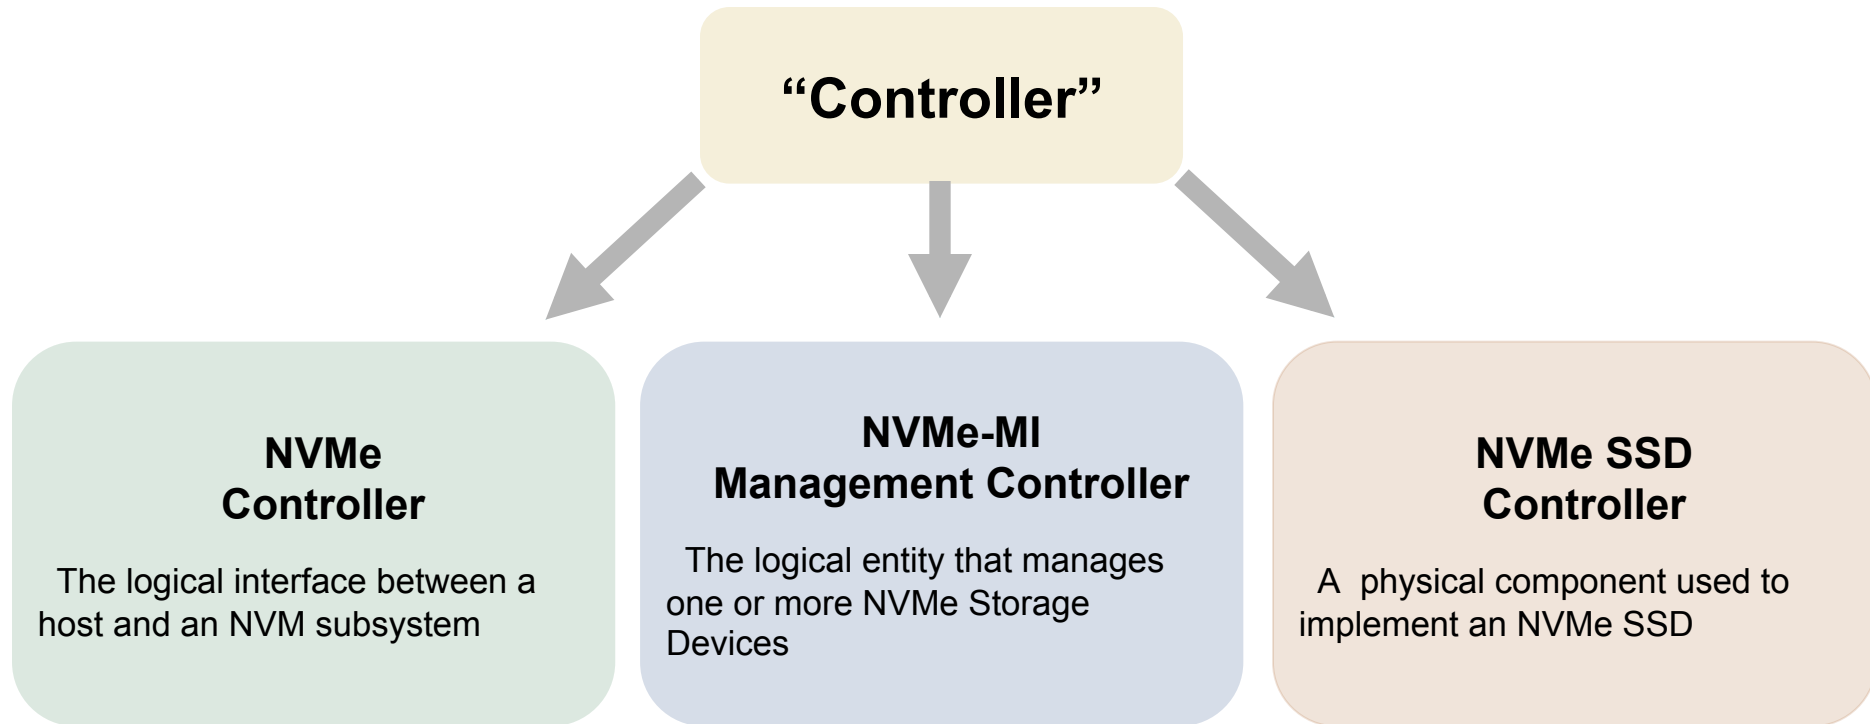 “Controller”
NVMe
Controller
The logical interface between a
host and an NVM subsystem
NVMe-MI
Management Controller
The logical entity that manages
one or more NVMe Storage
Devices
NVMe SSD
Controller
A physical component used to
implement an NVMe SSD